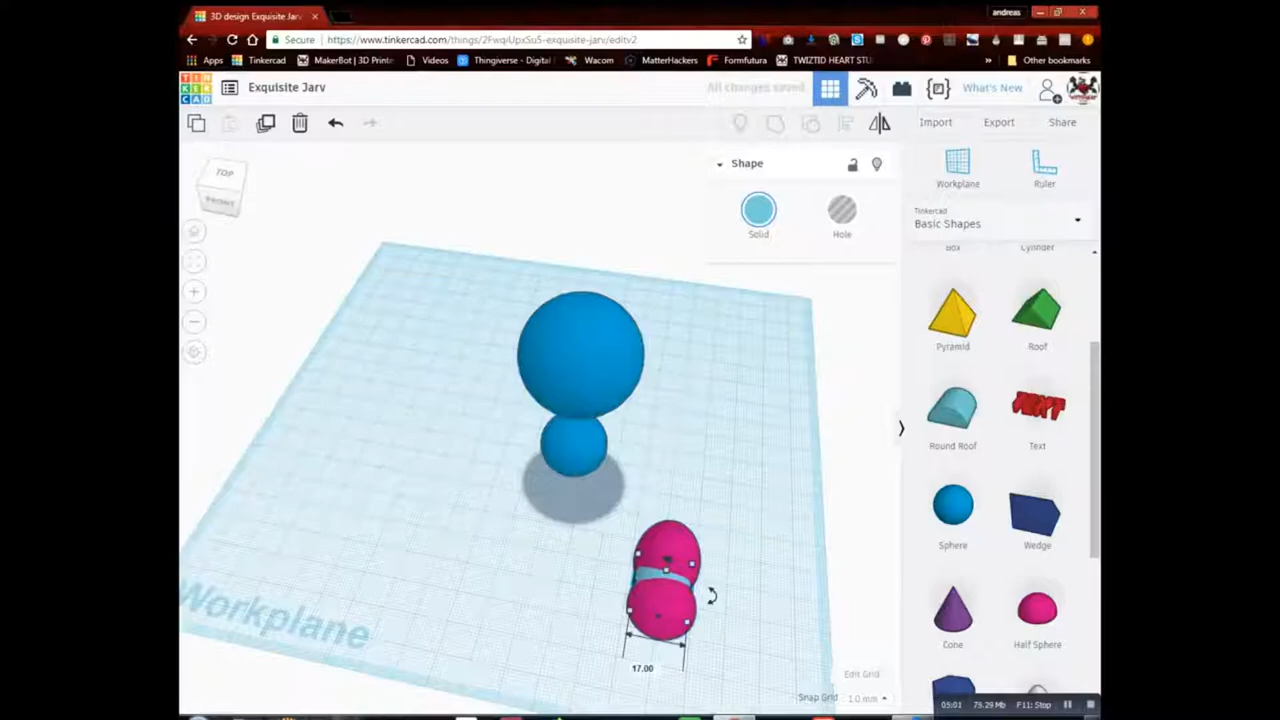 3D design Exquisite Jarv
andreas
Secure
https://www.tinkercad.com/things/2FwqiUpxSu5-exquisite-jarv/editv2
Apps
Tinkercad
MakerBot | 3D Printe
Videos
Thingiverse - Digital
Wacom
MatterHackers
Formfutura
TWIZTID HEART STU
»
Other bookmarks
TIN
KER
CAD
Exquisite Jarv
All changes saved
What's New
Import
Export
Share
TOP
FRONT
Shape
Solid
Hole
Workplane
Ruler
Tinkercad
Basic Shapes
Box
Cylinder
Pyramid
Roof
TEXT
Round Roof
Text
Sphere
Wedge
Cone
Half Sphere
Workplane
17.00
Edit Grid
Snap Grid
1.0 mm
05:01
75.29 MB
F11: Stop